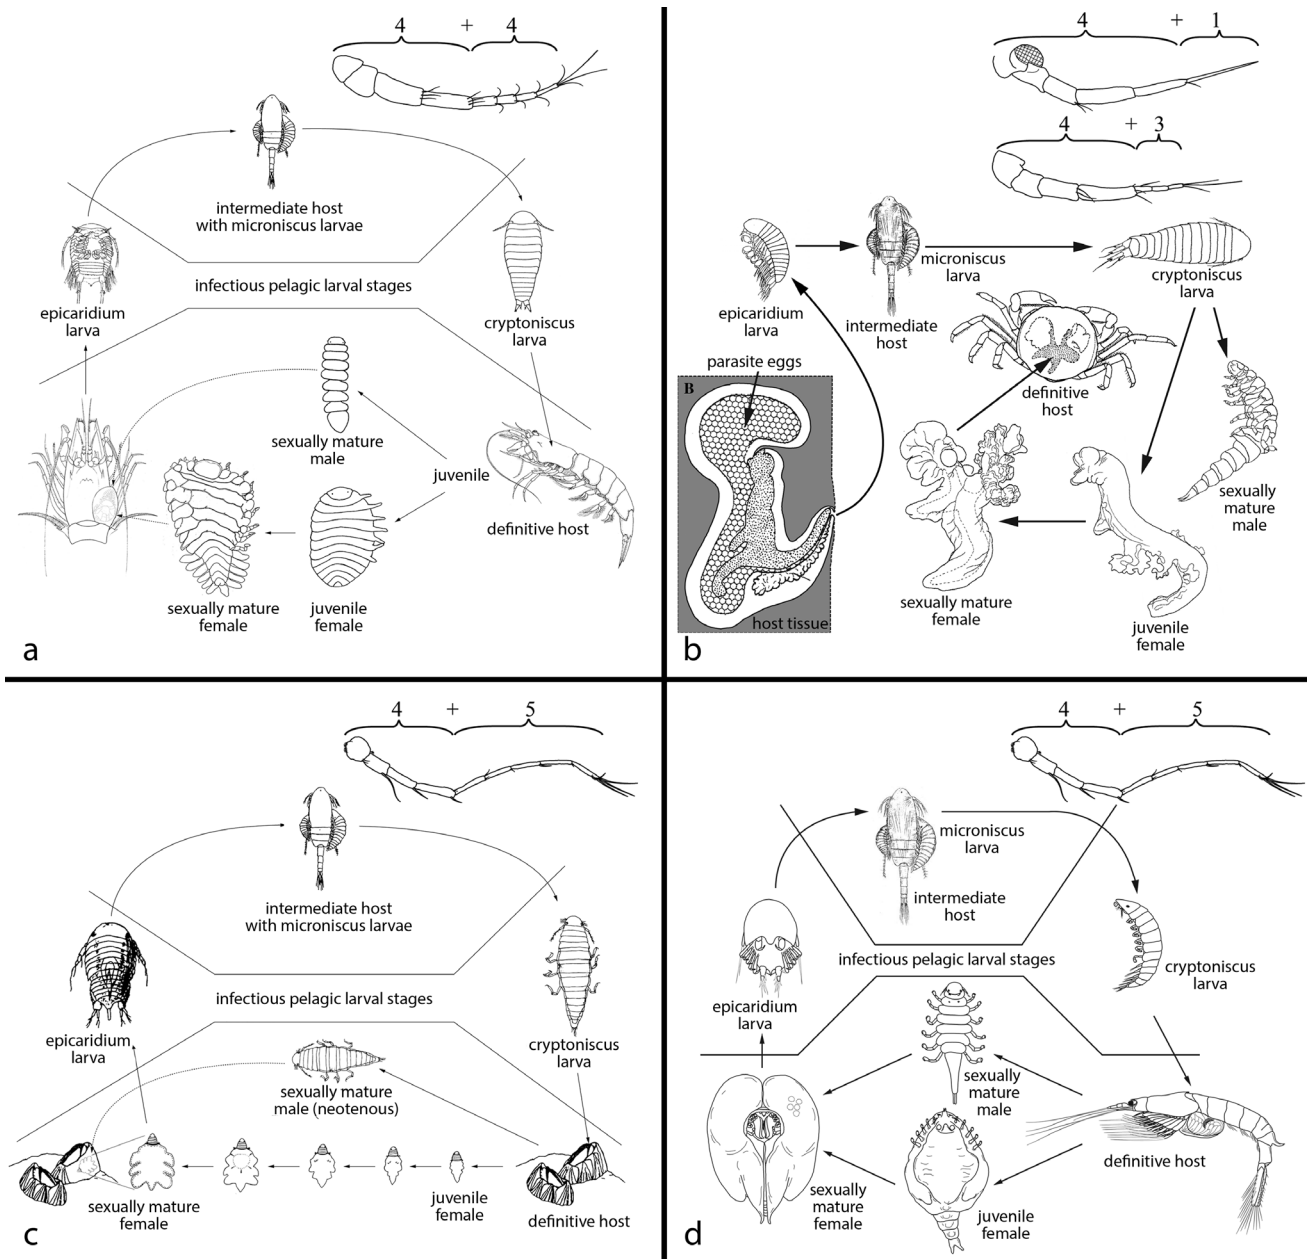 4 + 4
intermediate host
with microniscus larvae
infectious pelagic larval stages
epicaridium
larva
cryptoniscus
larva
sexually mature
male
juvenile
definitive host
sexually mature
female
juvenile
female
a
4 + 1
4 + 3
epicaridium
larva
intermediate
host
microniscus
larva
cryptoniscus
larva
parasite eggs
B
definitive
host
sexually
mature
male
sexually mature
female
juvenile
female
host tissue
b
4 + 5
intermediate host
with microniscus larvae
infectious pelagic larval stages
epicaridium
larva
cryptoniscus
larva
sexually mature
male (neotenous)
sexually mature
female
juvenile
female
definitive host
c
4 + 5
microniscus
larva
intermediate
host
infectious pelagic larval stages
epicaridium
larva
cryptoniscus
larva
sexually
mature
male
definitive host
sexually
mature
female
juvenile
female
d